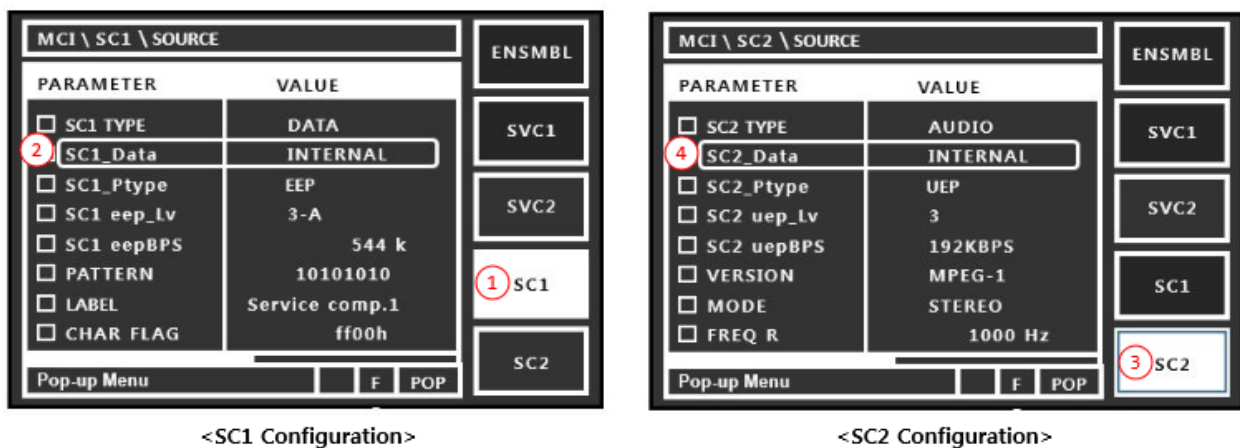 MCI \ SC1 \ SOURCE
PARAMETER VALUE
SC1 TYPE DATA
2 SC1_Data INTERNAL
SC1_Ptype EEP
SC1 eep_Lv 3-A
SC1 eepBPS 544 k
PATTERN 10101010
LABEL Service comp.1
CHAR FLAG ff00h
Pop-up Menu F POP
ENSMBL
SVC1
SVC2
1 SC1
SC2
<SC1 Configuration>
MCI \ SC2 \ SOURCE
PARAMETER VALUE
SC2 TYPE AUDIO
4 SC2_Data INTERNAL
SC2_Ptype UEP
SC2 uep_Lv 3
SC2 uepBPS 192KBPS
VERSION MPEG-1
MODE STEREO
FREQ R 1000 Hz
Pop-up Menu F POP
ENSMBL
SVC1
SVC2
SC1
3 SC2
<SC2 Configuration>